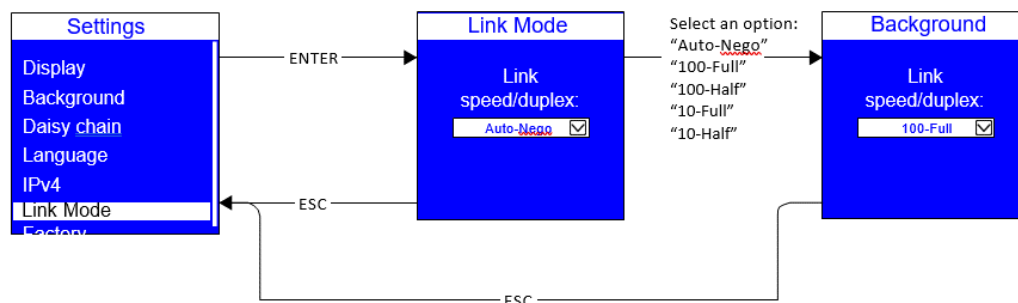 Settings
Display
Background
Daisy chain
Language
IPv4
Link Mode
Factory
ENTER
ESC
Link Mode
Link
speed/duplex:
Auto-Nego
Select an option:
“Auto-Nego”
“100-Full”
“100-Half”
“10-Full”
“10-Half”
Background
Link
speed/duplex:
100-Full
ESC